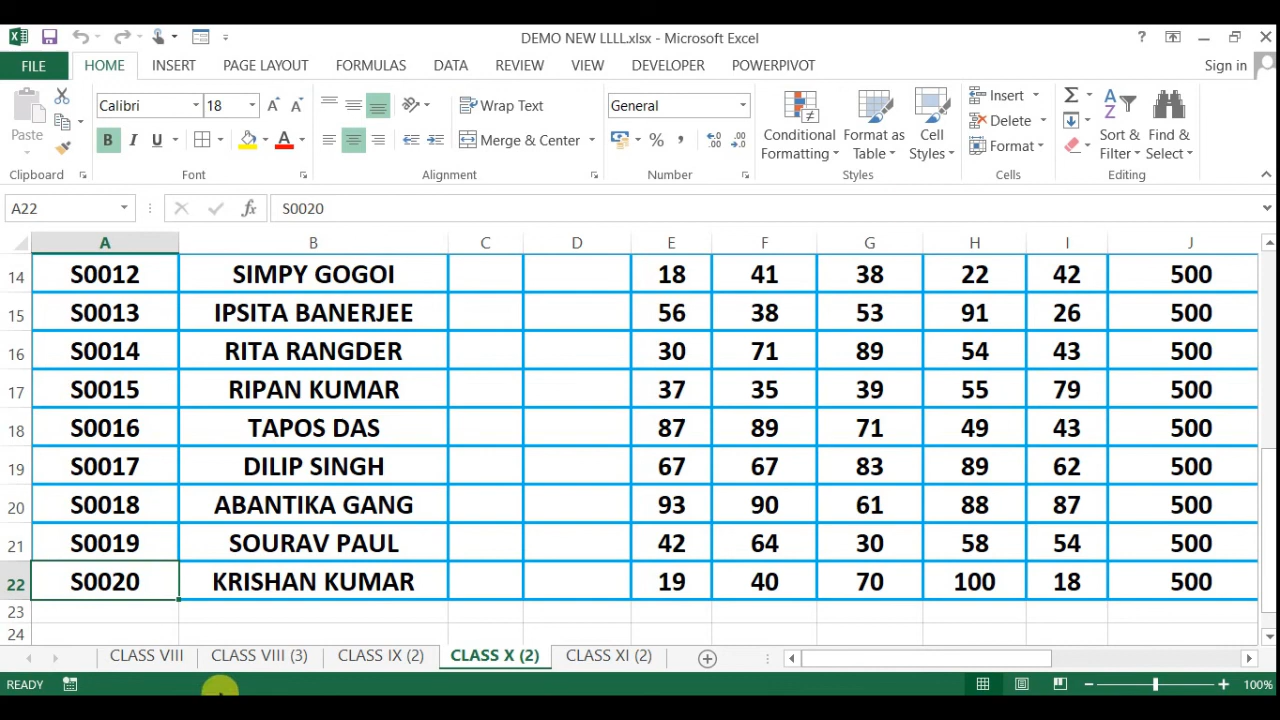 DEMO NEW LLLL.xlsx - Microsoft Excel
FILE HOME INSERT PAGE LAYOUT FORMULAS DATA REVIEW VIEW DEVELOPER POWERPIVOT Sign in
Calibri 18 Wrap Text General Insert
Paste Merge & Center Conditional Formatting Format as Table Cell Styles Delete Sort & Filter Find & Select
B I U % Format
Clipboard Font Alignment Number Styles Cells Editing
A22 fx S0020
A B C D E F G H I J
14 S0012 SIMPY GOGOI 18 41 38 22 42 500
15 S0013 IPSITA BANERJEE 56 38 53 91 26 500
16 S0014 RITA RANGDER 30 71 89 54 43 500
17 S0015 RIPAN KUMAR 37 35 39 55 79 500
18 S0016 TAPOS DAS 87 89 71 49 43 500
19 S0017 DILIP SINGH 67 67 83 89 62 500
20 S0018 ABANTIKA GANG 93 90 61 88 87 500
21 S0019 SOURAV PAUL 42 64 30 58 54 500
22 S0020 KRISHAN KUMAR 19 40 70 100 18 500
23
24
CLASS VIII CLASS VIII (3) CLASS IX (2) CLASS X (2) CLASS XI (2)
READY 100%